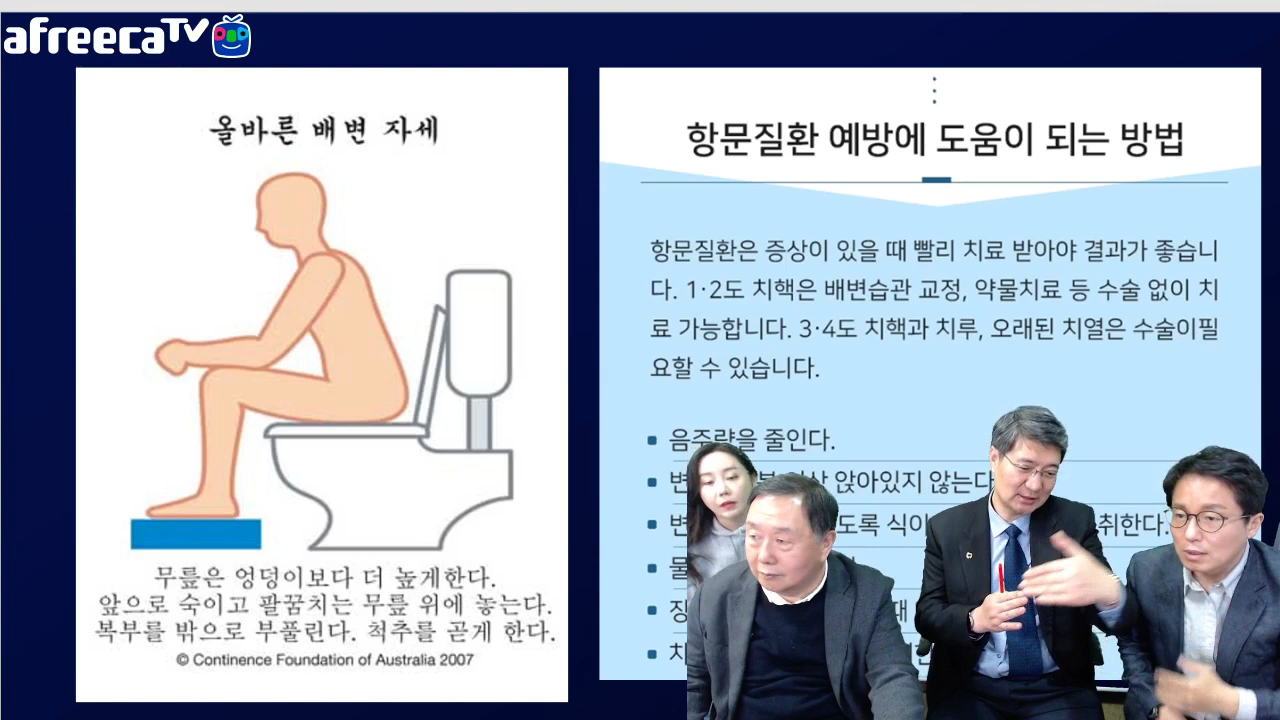 afreecaTV
올바른 배변 자세
무릎은 엉덩이보다 더 높게한다.
앞으로 숙이고 팔꿈치는 무릎 위에 놓는다.
복부를 밖으로 부풀린다. 척추를 곧게 한다.
© Continence Foundation of Australia 2007
항문질환 예방에 도움이 되는 방법
항문질환은 증상이 있을 때 빨리 치료 받아야 결과가 좋습니
다. 1·2도 치핵은 배변습관 교정, 약물치료 등 수술 없이 치
료 가능합니다. 3·4도 치핵과 치루, 오래된 치열은 수술이필
요할 수 있습니다.
음주량을 줄인다.
앉아있지 않는다